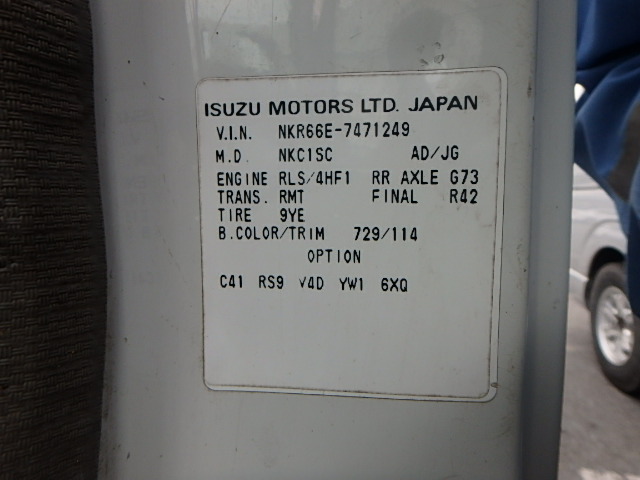 ISUZU MOTORS LTD. JAPAN
V.I.N. NKR66E-7471249
M.D. NKC1SC AD/JG
ENGINE RLS/4HF1 RR AXLE G73
TRANS. RMT FINAL R42
TIRE 9YE
B.COLOR/TRIM 729/114
OPTION
C41 RS9 V4D YW1 6XQ